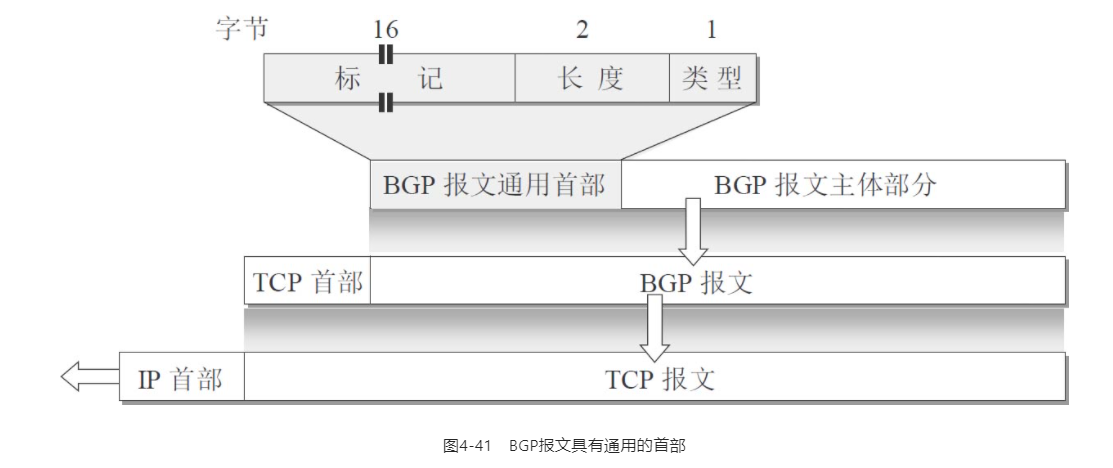 字节 16 2 1
标 记 长 度 类 型
BGP 报文通用首部 BGP 报文主体部分
TCP 首部 BGP 报文
IP 首部 TCP 报文
图4-41 BGP报文具有通用的首部